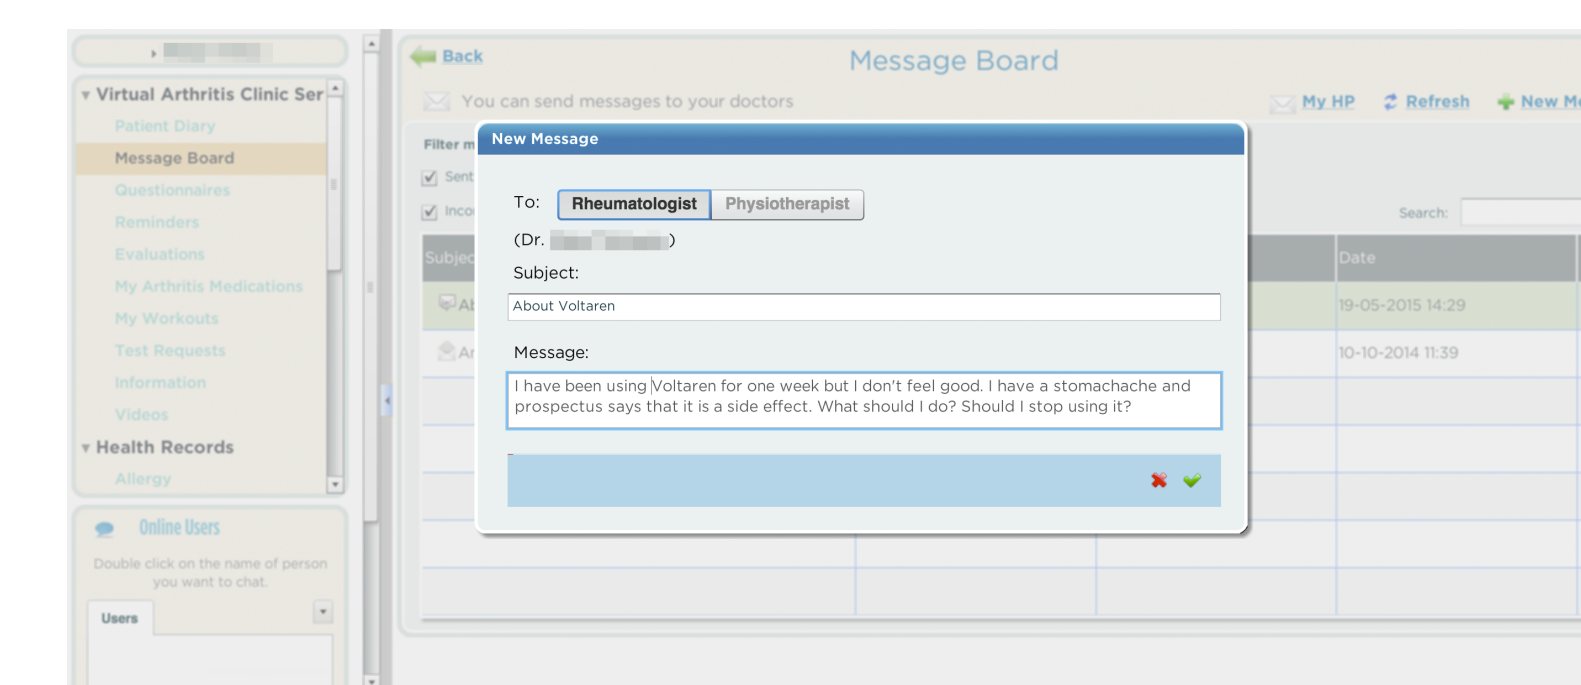 Virtual Arthritis Clinic Ser
Patient Diary
Message Board
Questionnaires
Reminders
Evaluations
My Arthritis Medications
My Workouts
Test Requests
Information
Videos
Health Records
Allergy
Online Users
Double click on the name of person
you want to chat.
Users
Back
Message Board
You can send messages to your doctors
My HP Refresh New Me
Filter m
Sent
Inco
Search:
Subjec
Date
Ab
19-05-2015 14:29
Ar
10-10-2014 11:39
New Message
To: Rheumatologist Physiotherapist
(Dr. )
Subject:
About Voltaren
Message:
I have been using Voltaren for one week but I don't feel good. I have a stomachache and
prospectus says that it is a side effect. What should I do? Should I stop using it?